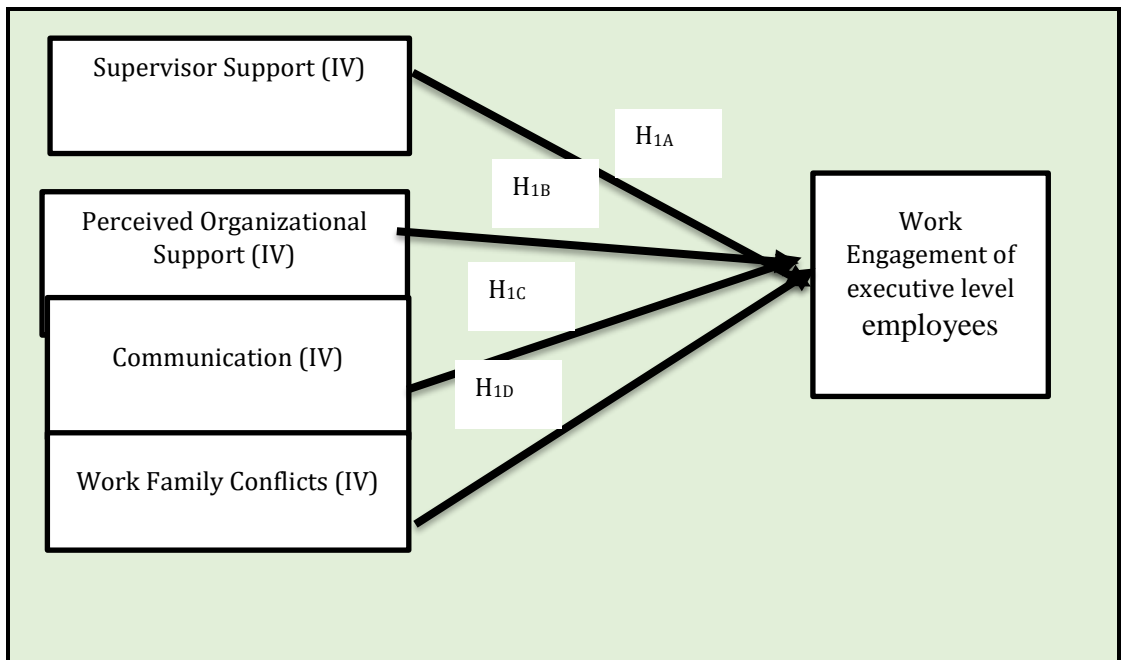 Supervisor Support (IV)
H1A
H1B
Perceived Organizational
Support (IV)
Work
Engagement of
executive level
employees
H1C
Communication (IV)
H1D
Work Family Conflicts (IV)